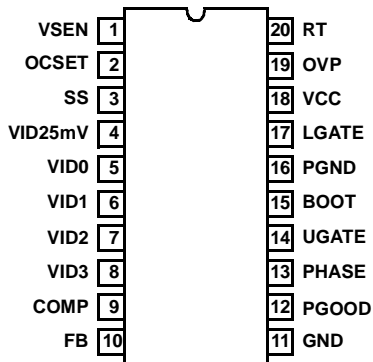 VSEN 1 20 RT
OCSET 2 19 OVP
SS 3 18 VCC
VID25mV 4 17 LGATE
VID0 5 16 PGND
VID1 6 15 BOOT
VID2 7 14 UGATE
VID3 8 13 PHASE
COMP 9 12 PGOOD
FB 10 11 GND